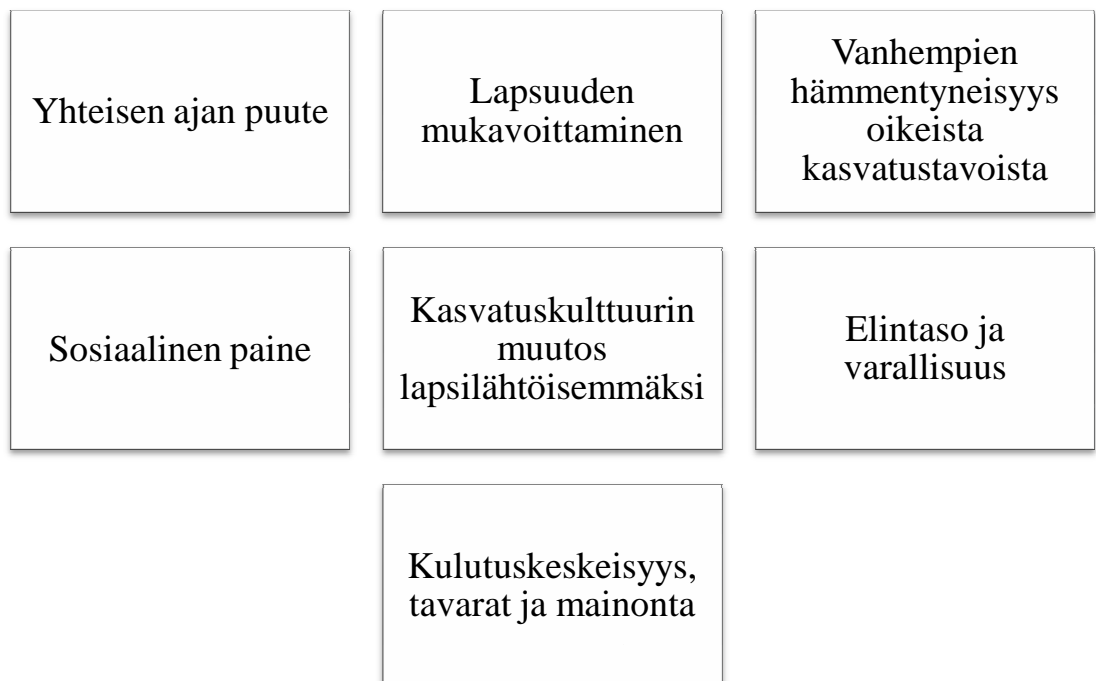 Yhteisen ajan puute
Lapsuuden
mukavoittaminen
Vanhempien
hämmentyneisyys
oikeista
kasvatustavoista
Sosiaalinen paine
Kasvatuskulttuurin
muutos
lapsilähtöisemmäksi
Elintaso ja
varallisuus
Kulutuskeskeisyys,
tavarat ja mainonta